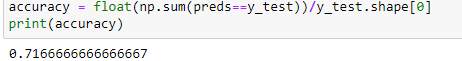 accuracy = float(np.sum(preds==y_test))/y_test.shape[0]
print(accuracy)
0.7166666666666667